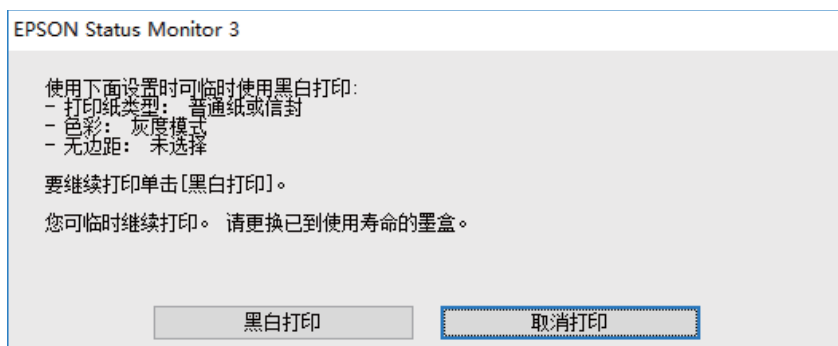 EPSON Status Monitor 3
使用下面设置时可临时使用黑白打印:
- 打印纸类型: 普通纸或信封
- 色彩: 灰度模式
- 无边距: 未选择
要继续打印单击[黑白打印]。
您可临时继续打印。 请更换已到使用寿命的墨盒。
黑白打印
取消打印